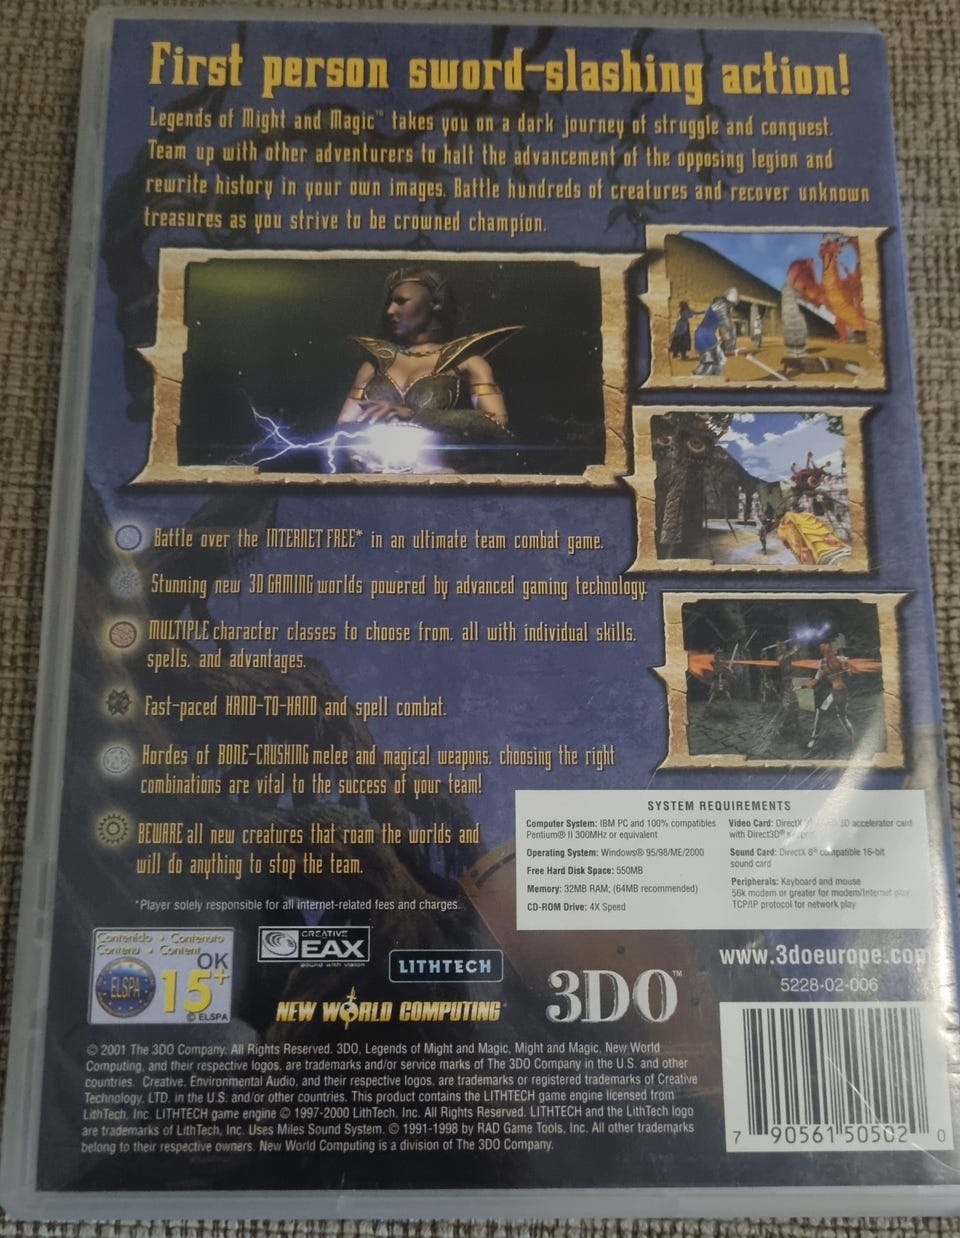 First person sword-slashing action!
Legends of Might and Magic™ takes you on a dark journey of struggle and conquest.
Team up with other adventurers to halt the advancement of the opposing legion and
rewrite history in your own images. Battle hundreds of creatures and recover unknown
treasures as you strive to be crowned champion.
Battle over the INTERNET FREE* in an ultimate team combat game.
Stunning new 3D GAMING worlds powered by advanced gaming technology.
MULTIPLE character classes to choose from, all with individual skills,
spells, and advantages.
Fast-paced HAND-TO-HAND and spell combat.
Hordes of BONE-CRUSHING melee and magical weapons, choosing the right
combinations are vital to the success of your team!
BEWARE all new creatures that roam the worlds and
will do anything to stop the team.
*Player solely responsible for all internet-related fees and charges.
SYSTEM REQUIREMENTS
Computer System: IBM PC and 100% compatibles
Pentium® II 300MHz or equivalent
Operating System: Windows® 95/98/ME/2000
Free Hard Disk Space: 550MB
Memory: 32MB RAM; (64MB recommended)
CD-ROM Drive: 4X Speed
Video Card: DirectX 3D accelerator card
with Direct3D®
Sound Card: DirectX 8® compatible 16-bit
sound card
Peripherals: Keyboard and mouse
56k modem or greater for modem/Internet play
TCP/IP protocol for network play
Contenido • Contenuto
Contenu • Content
OK
ELSPA
15+
© ELSPA
CREATIVE
EAX
sound with vision
LITHTECH
NEW WORLD COMPUTING
3DO™
www.3doeurope.com
5228-02-006
© 2001 The 3DO Company. All Rights Reserved. 3DO, Legends of Might and Magic, Might and Magic, New World
Computing, and their respective logos, are trademarks and/or service marks of The 3DO Company in the U.S. and other
countries. Creative, Environmental Audio, and their respective logos, are trademarks or registered trademarks of Creative
Technology, LTD. in the U.S. and/or other countries. This product contains the LITHTECH game engine licensed from
LithTech, Inc. LITHTECH game engine © 1997-2000 LithTech, Inc. All Rights Reserved. LITHTECH and the LithTech logo
are trademarks of LithTech, Inc. Uses Miles Sound System. © 1991-1998 by RAD Game Tools, Inc. All other trademarks
belong to their respective owners. New World Computing is a division of The 3DO Company.
7 90561 50502 0